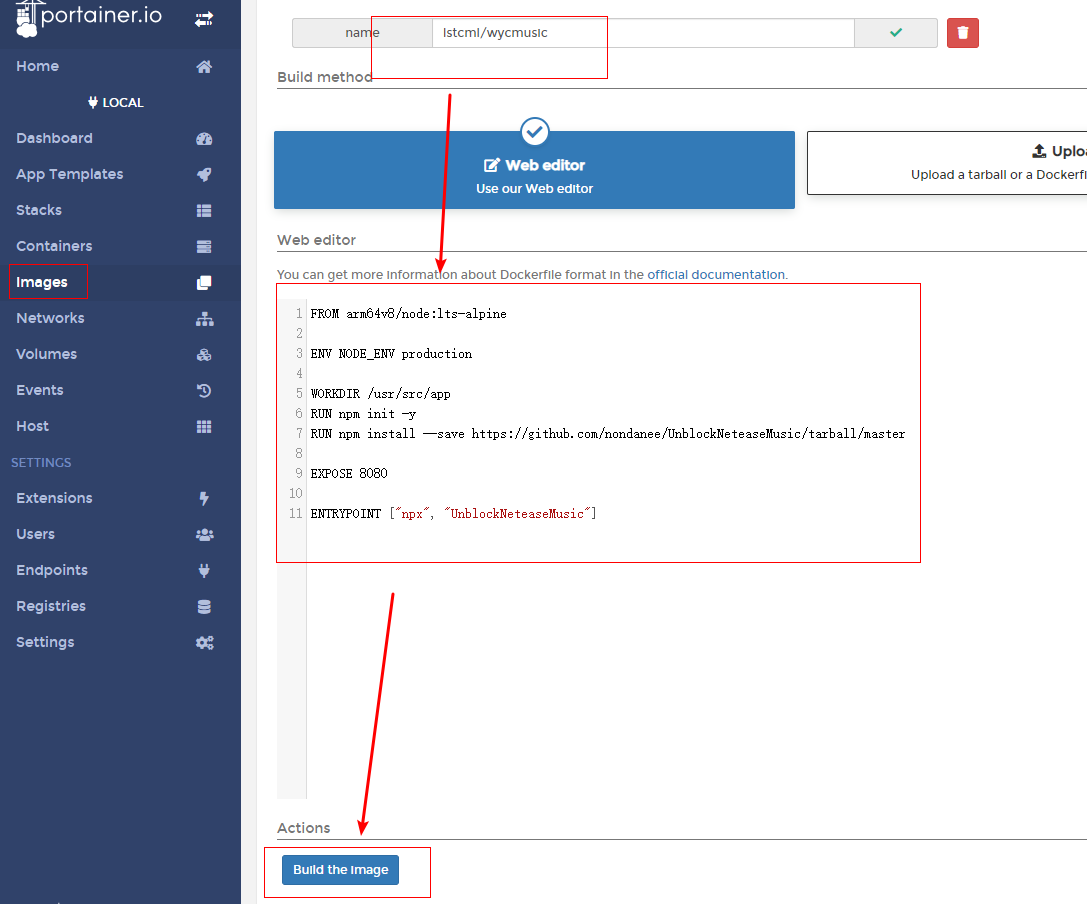 portainer.io
Home
LOCAL
Dashboard
App Templates
Stacks
Containers
Images
Networks
Volumes
Events
Host
SETTINGS
Extensions
Users
Endpoints
Registries
Settings
name lstcml/wycmusic
Build method
Web editor
Use our Web editor
Uplo
Upload a tarball or a Dockerfi
Web editor
You can get more information about Dockerfile format in the official documentation.
1 FROM arm64v8/node:lts-alpine
2
3 ENV NODE_ENV production
4
5 WORKDIR /usr/src/app
6 RUN npm init -y
7 RUN npm install --save https://github.com/nondanee/UnblockNeteaseMusic/tarball/master
8
9 EXPOSE 8080
10
11 ENTRYPOINT ["npx", "UnblockNeteaseMusic"]
Actions
Build the image